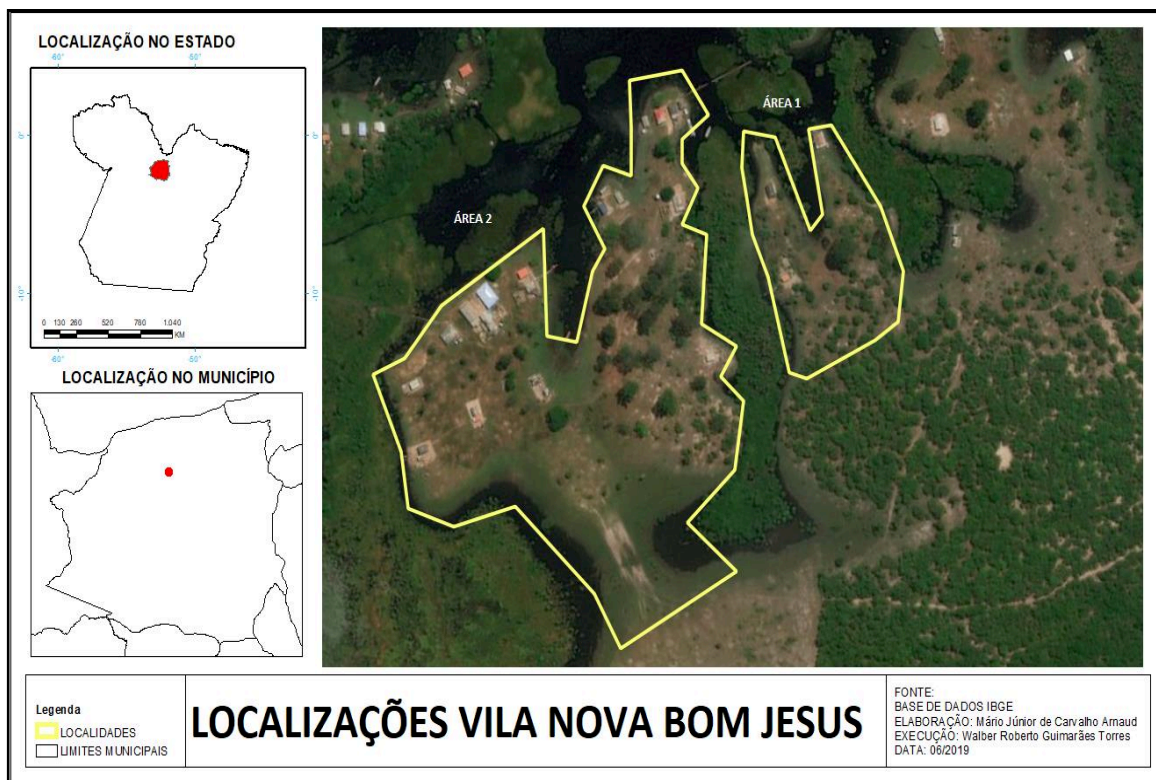 LOCALIZAÇÃO NO ESTADO
-60° -50°
0° 0°
-10° -10°
0 130 260 520 780 1.040
KM
-60° -50°
LOCALIZAÇÃO NO MUNICÍPIO
ÁREA 1
ÁREA 2
Legenda
LOCALIDADES
LIMITES MUNICIPAIS
LOCALIZAÇÕES VILA NOVA BOM JESUS
FONTE:
BASE DE DADOS IBGE
ELABORAÇÃO: Mário Júnior de Carvalho Arnaud
EXECUÇÃO: Walber Roberto Guimarães Torres
DATA: 06/2019